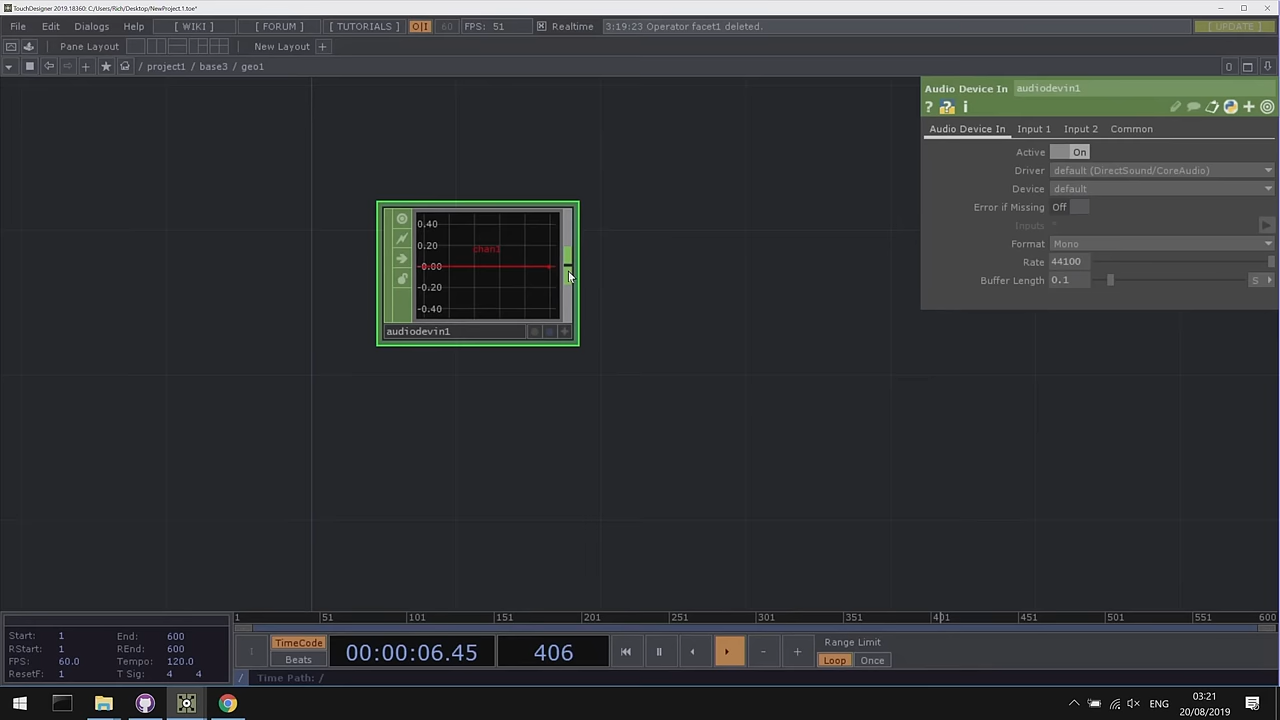 TouchDesigner 2019.18360: C:/Users/Rich/Desktop/NewProject.1.toe*
File Edit Dialogs Help [ WIKI ] [ FORUM ] [ TUTORIALS ] O|I 60 FPS: 51 Realtime 3:19:23 Operator facet1 deleted. [ UPDATE ]
Pane Layout New Layout +
/ project1 / base3 / geo1 0
Audio Device In audiodevin1
? ? i
Audio Device In Input 1 Input 2 Common
Active On
Driver default (DirectSound/CoreAudio)
Device default
Error if Missing Off
Inputs *
Format Mono
Rate 44100
Buffer Length 0.1 S
0.40
0.20
chan1
-0.00
-0.20
-0.40
audiodevin1
1 51 101 151 201 251 301 351 401 451 501 551 600
Start: 1 End: 600
RStart: 1 REnd: 600
FPS: 60.0 Tempo: 120.0
ResetF: 1 T Sig: 4 4
TimeCode
Beats
00:00:06.45
406
Range Limit
Loop Once
/ Time Path: /
ENG
03:21
20/08/2019